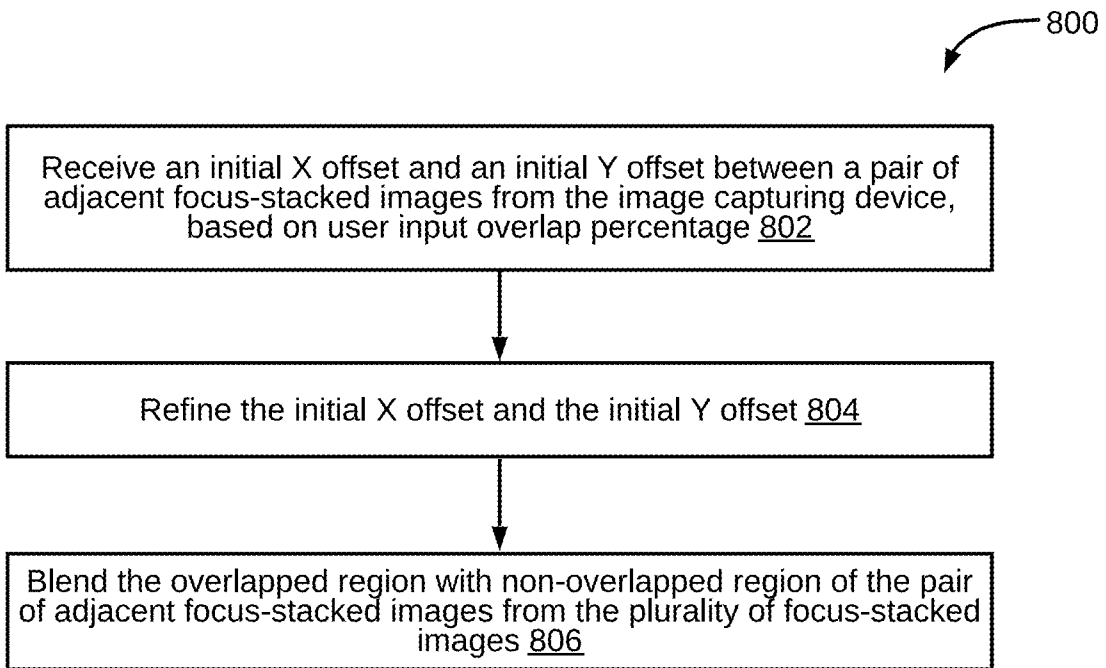 800
Receive an initial X offset and an initial Y offset between a pair of
adjacent focus-stacked images from the image capturing device,
based on user input overlap percentage 802
Refine the initial X offset and the initial Y offset 804
Blend the overlapped region with non-overlapped region of the pair
of adjacent focus-stacked images from the plurality of focus-stacked
images 806